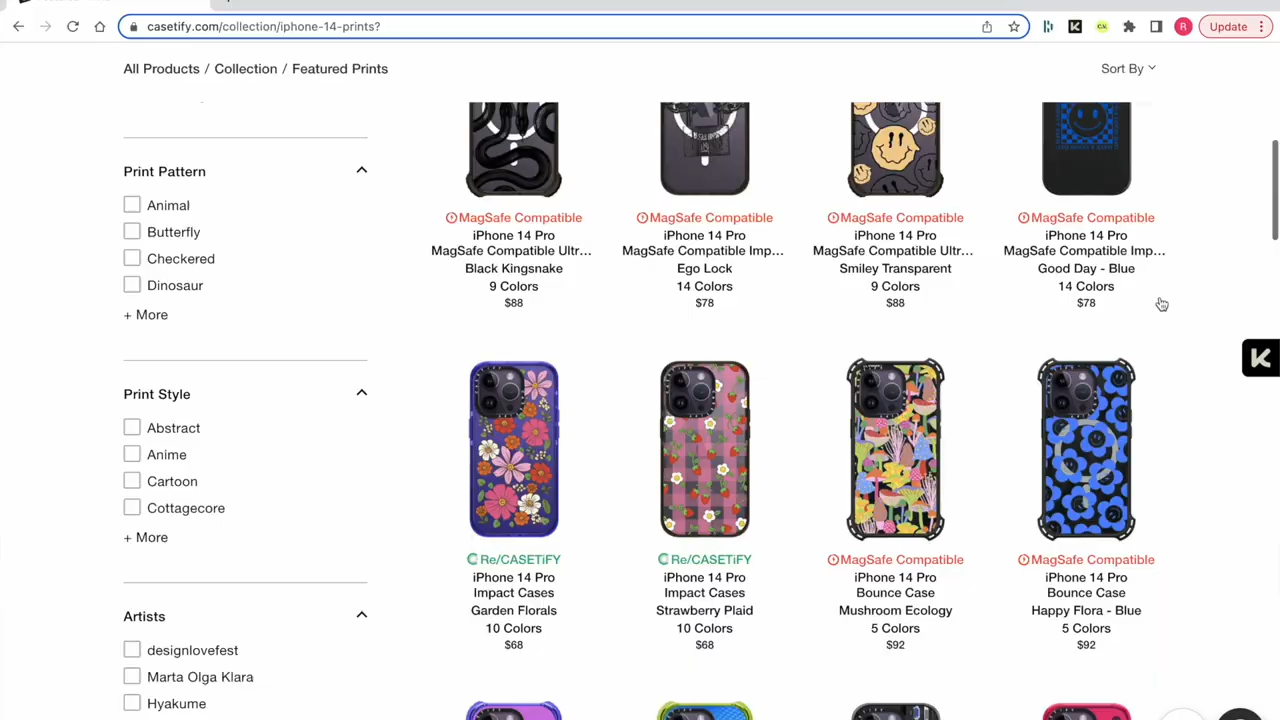 casetify.com/collection/iphone-14-prints?
R
Update
All Products / Collection / Featured Prints
Sort By
Print Pattern
Animal
Butterfly
Checkered
Dinosaur
+ More
Print Style
Abstract
Anime
Cartoon
Cottagecore
+ More
Artists
designlovefest
Marta Olga Klara
Hyakume
MagSafe Compatible
iPhone 14 Pro
MagSafe Compatible Ultr...
Black Kingsnake
9 Colors
$88
MagSafe Compatible
iPhone 14 Pro
MagSafe Compatible Imp...
Ego Lock
14 Colors
$78
MagSafe Compatible
iPhone 14 Pro
MagSafe Compatible Ultr...
Smiley Transparent
9 Colors
$88
MagSafe Compatible
iPhone 14 Pro
MagSafe Compatible Imp...
Good Day - Blue
14 Colors
$78
Re/CASETiFY
iPhone 14 Pro
Impact Cases
Garden Florals
10 Colors
$68
Re/CASETiFY
iPhone 14 Pro
Impact Cases
Strawberry Plaid
10 Colors
$68
MagSafe Compatible
iPhone 14 Pro
Bounce Case
Mushroom Ecology
5 Colors
$92
MagSafe Compatible
iPhone 14 Pro
Bounce Case
Happy Flora - Blue
5 Colors
$92
K